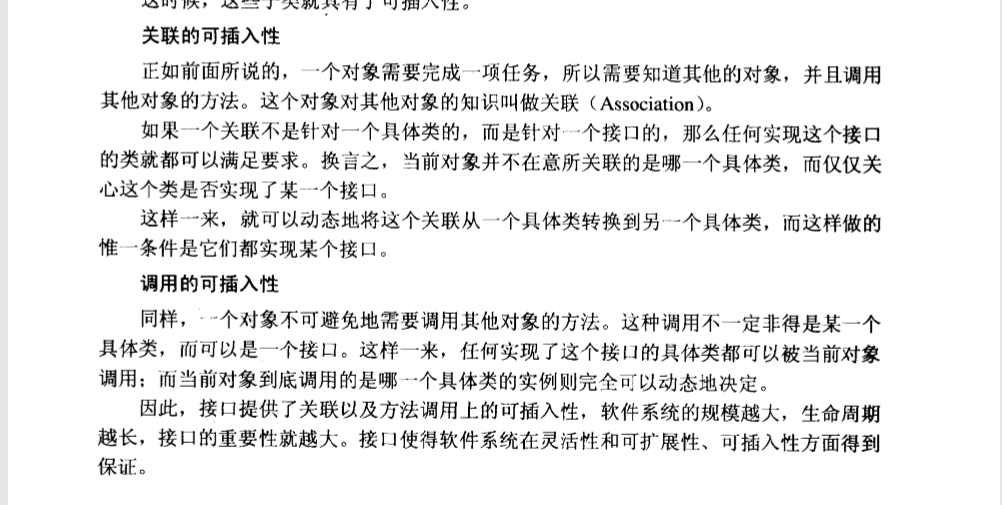 这时候，这些子类就具有了可插入性。
关联的可插入性
正如前面所说的，一个对象需要完成一项任务，所以需要知道其他的对象，并且调用
其他对象的方法。这个对象对其他对象的知识叫做关联（Association）。
如果一个关联不是针对一个具体类的，而是针对一个接口的，那么任何实现这个接口
的类就都可以满足要求。换言之，当前对象并不在意所关联的是哪一个具体类，而仅仅关
心这个类是否实现了某一个接口。
这样一来，就可以动态地将这个关联从一个具体类转换到另一个具体类，而这样做的
惟一条件是它们都实现某个接口。
调用的可插入性
同样，一个对象不可避免地需要调用其他对象的方法。这种调用不一定非得是某一个
具体类，而可以是一个接口。这样一来，任何实现了这个接口的具体类都可以被当前对象
调用；而当前对象到底调用的是哪一个具体类的实例则完全可以动态地决定。
因此，接口提供了关联以及方法调用上的可插入性，软件系统的规模越大，生命周期
越长，接口的重要性就越大。接口使得软件系统在灵活性和可扩展性、可插入性方面得到
保证。